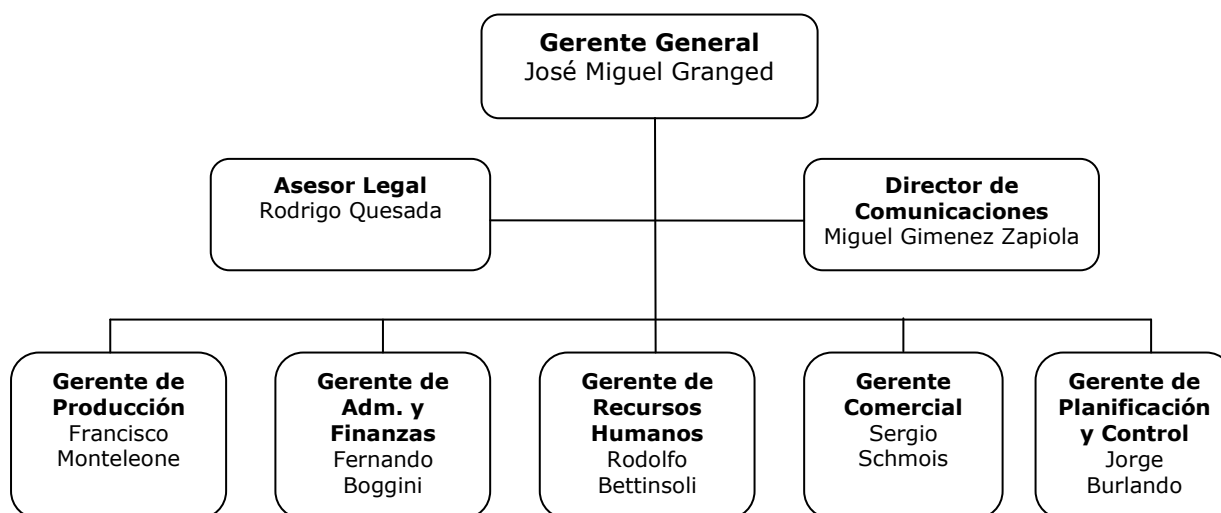 Gerente General
José Miguel Granged
Asesor Legal
Rodrigo Quesada
Director de
Comunicaciones
Miguel Gimenez Zapiola
Gerente de
Producción
Francisco
Monteleone
Gerente de
Adm. y
Finanzas
Fernando
Boggini
Gerente de
Recursos
Humanos
Rodolfo
Bettinsoli
Gerente
Comercial
Sergio
Schmois
Gerente de
Planificación
y Control
Jorge
Burlando